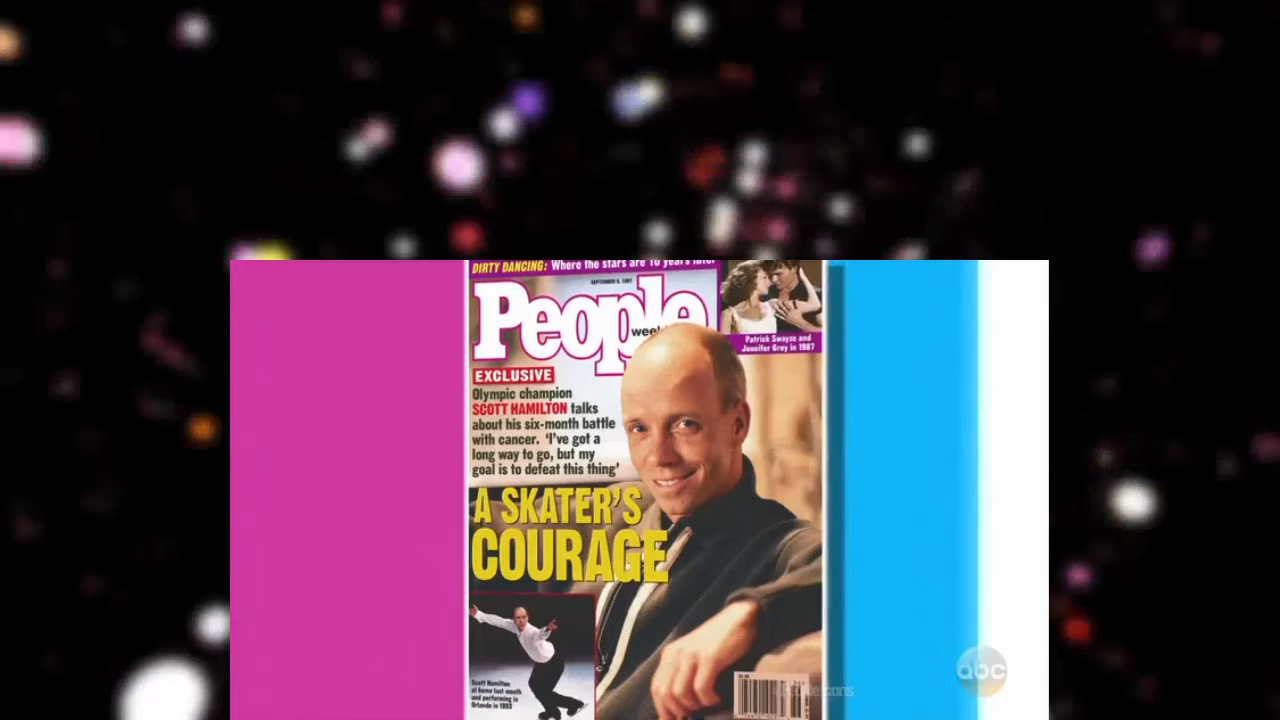 DIRTY DANCING: Where the stars are 10 years later
SEPTEMBER 8, 1997
People
weekly
Patrick Swayze and
Jennifer Grey in 1987
EXCLUSIVE
Olympic champion
SCOTT HAMILTON talks
about his six-month battle
with cancer. 'I've got a
long way to go, but my
goal is to defeat this thing'
A SKATER'S
COURAGE
Scott Hamilton
at home last month
and performing in
Orlando in 1993
abc